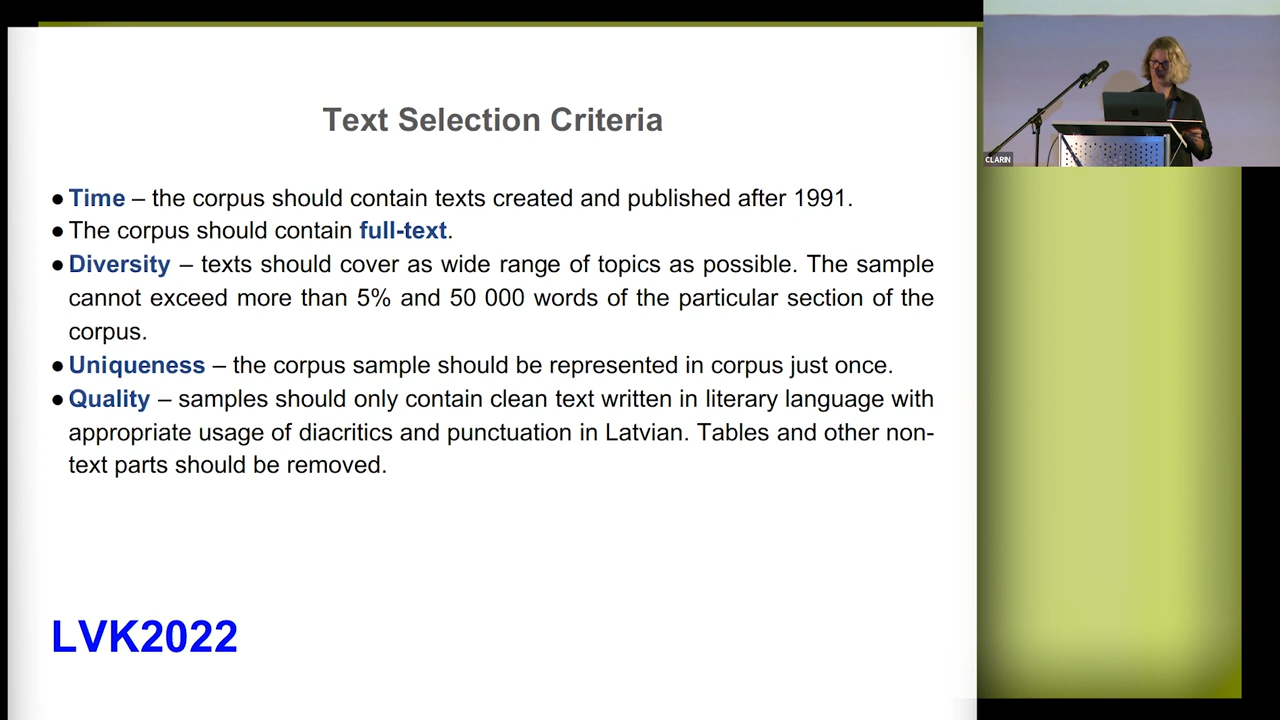 Text Selection Criteria
● Time – the corpus should contain texts created and published after 1991.
● The corpus should contain full-text.
● Diversity – texts should cover as wide range of topics as possible. The sample
cannot exceed more than 5% and 50 000 words of the particular section of the
corpus.
● Uniqueness – the corpus sample should be represented in corpus just once.
● Quality – samples should only contain clean text written in literary language with
appropriate usage of diacritics and punctuation in Latvian. Tables and other non-
text parts should be removed.
LVK2022
CLARIN